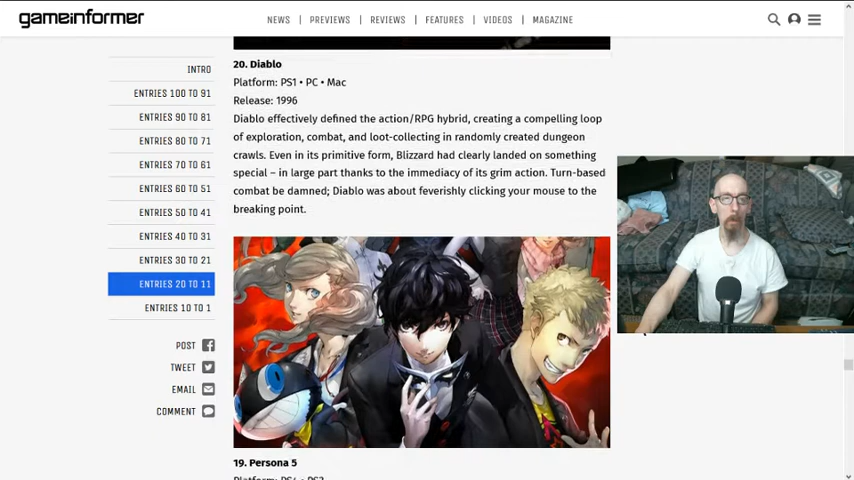 gameinformer
NEWS PREVIEWS REVIEWS FEATURES VIDEOS MAGAZINE
INTRO
ENTRIES 100 TO 91
ENTRIES 90 TO 81
ENTRIES 80 TO 71
ENTRIES 70 TO 61
ENTRIES 60 TO 51
ENTRIES 50 TO 41
ENTRIES 40 TO 31
ENTRIES 30 TO 21
ENTRIES 20 TO 11
ENTRIES 10 TO 1
POST
TWEET
EMAIL
COMMENT
20. Diablo
Platform: PS1 • PC • Mac
Release: 1996
Diablo effectively defined the action/RPG hybrid, creating a compelling loop
of exploration, combat, and loot-collecting in randomly created dungeon
crawls. Even in its primitive form, Blizzard had clearly landed on something
special – in large part thanks to the immediacy of its grim action. Turn-based
combat be damned; Diablo was about feverishly clicking your mouse to the
breaking point.
19. Persona 5
Platform: PS4 • PS3